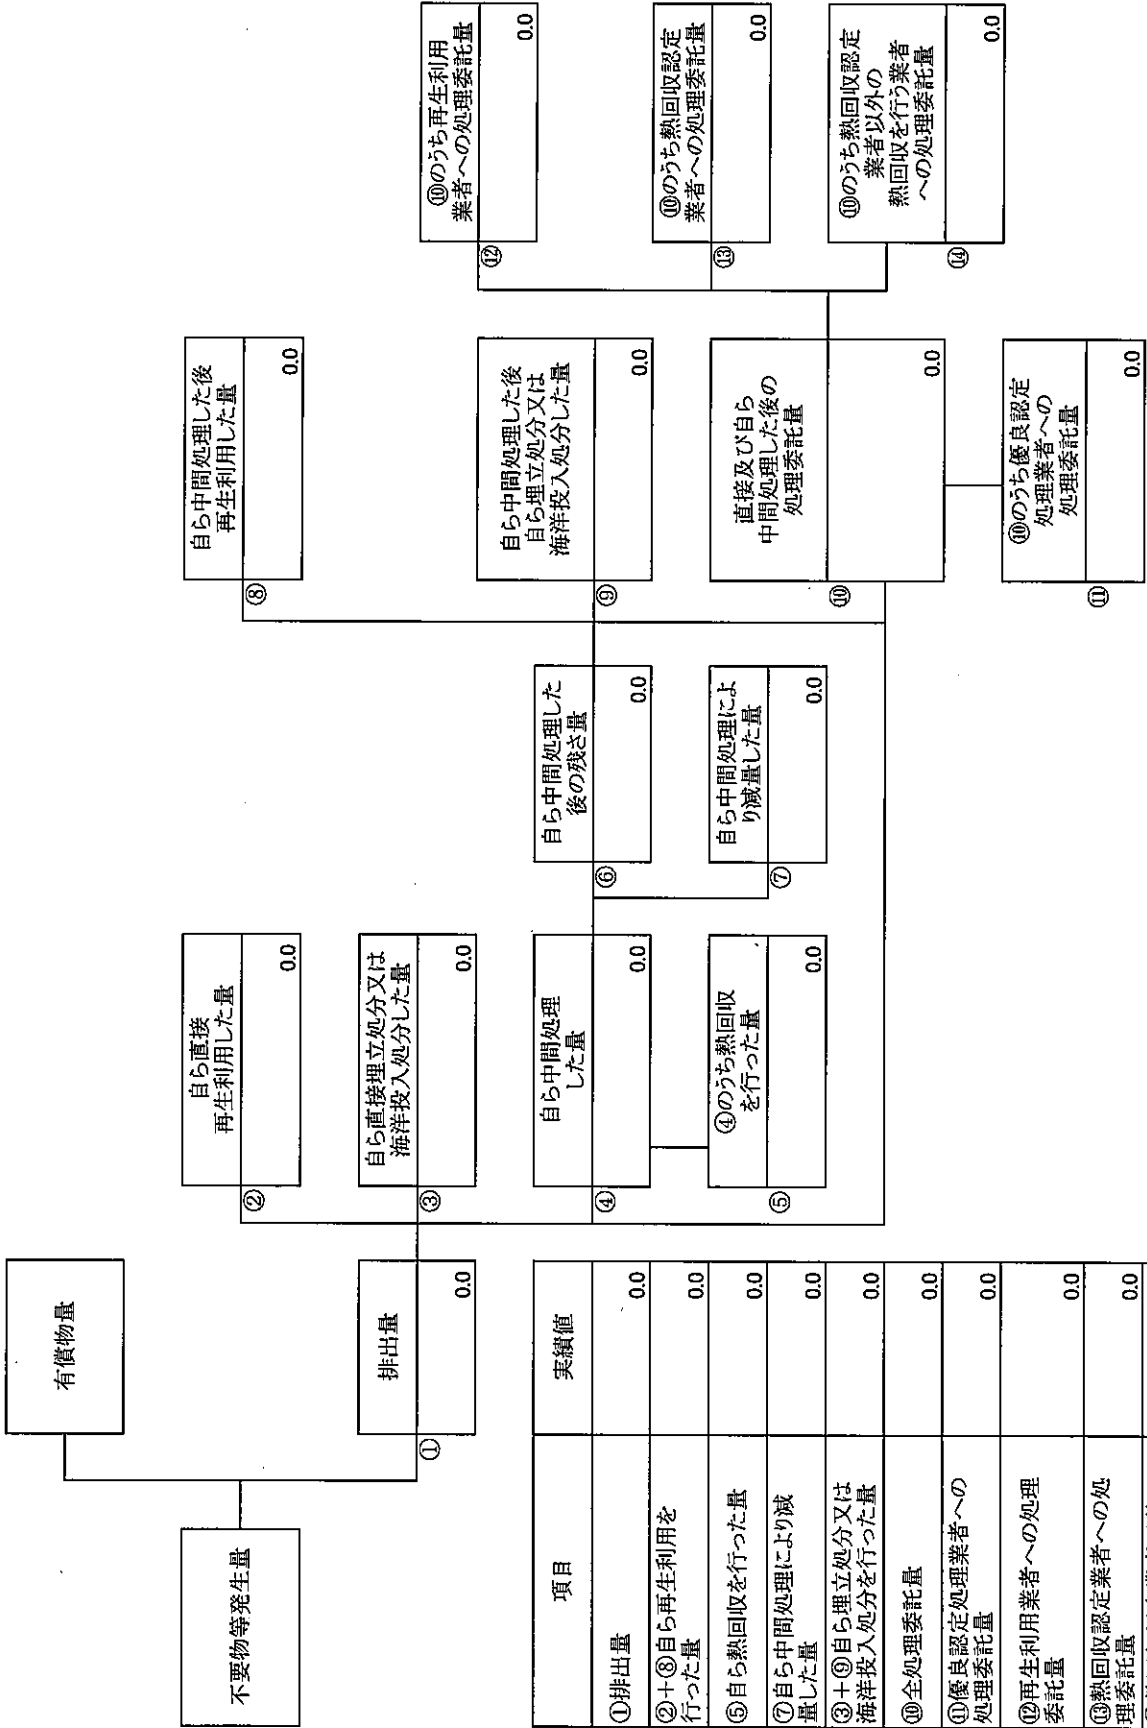 不要物等発生量
有償物量
①
排出量
0.0
②
自ら直接
再生利用した量
0.0
③
自ら直接埋立処分又は
海洋投入処分した量
0.0
④
自ら中間処理
した量
0.0
⑤
④のうち熱回収
を行った量
0.0
⑥
自ら中間処理した
後の残さ量
0.0
⑦
自ら中間処理によ
り減量した量
0.0
⑧
自ら中間処理した後
再生利用した量
0.0
⑨
自ら中間処理した後
自ら埋立処分又は
海洋投入処分した量
0.0
⑩
直接及び自ら
中間処理した後の
処理委託量
0.0
⑪
⑩のうち優良認定
処理業者への
処理委託量
0.0
⑫
⑩のうち再生利用
業者への処理委託量
0.0
⑬
⑩のうち熱回収認定
業者への処理委託量
0.0
⑭
⑩のうち熱回収認定
業者以外の
熱回収を行う業者
への処理委託量
0.0
項目 実績値
①排出量 0.0
②+⑧自ら再生利用を
行った量 0.0
⑤自ら熱回収を行った量 0.0
⑦自ら中間処理により減
量した量 0.0
③+⑨自ら埋立処分又は
海洋投入処分を行った量 0.0
⑩全処理委託量 0.0
⑪優良認定処理業者への
処理委託量 0.0
⑫再生利用業者への処理
委託量 0.0
⑬熱回収認定業者への処
理委託量 0.0